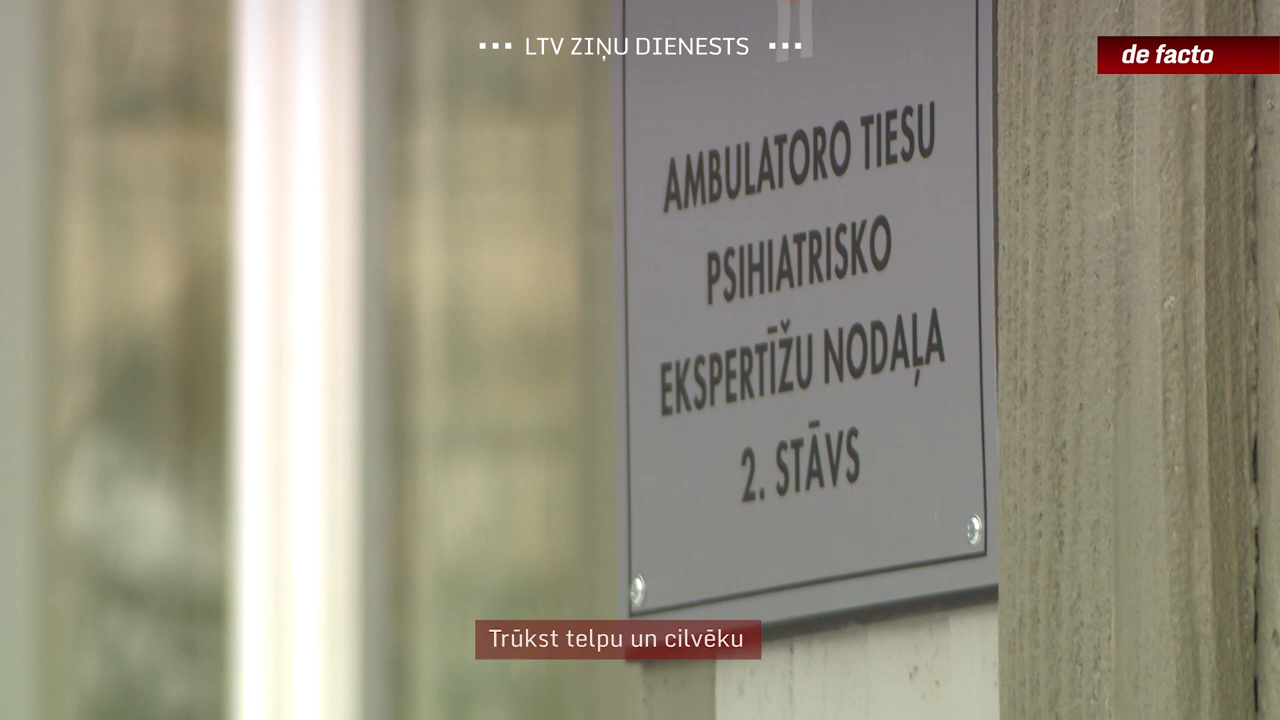 LTV ZIŅU DIENESTS
de facto
AMBULATORO TIESU
PSIHIATRISKO
EKSPERTĪŽU NODAĻA
2. STĀVS
Trūkst telpu un cilvēku